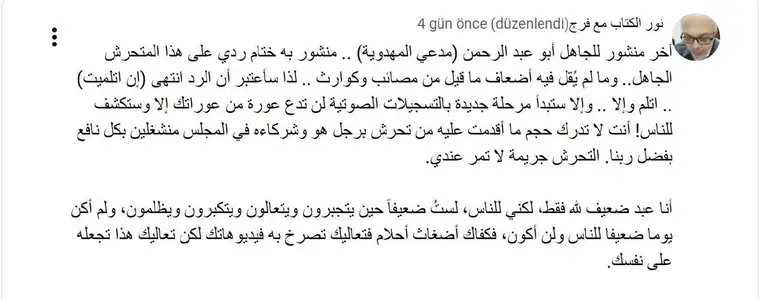 نور الكتاب مع فرج 4 gün önce (düzenlendi)
آخر منشور للجاهل أبو عبد الرحمن (مدعي المهدوية) .. منشور به ختام ردي على هذا المتحرش
الجاهل.. وما لم يُقل فيه أضعاف ما قيل من مصائب وكوارث .. لذا سأعتبر أن الرد انتهى (إن اتلميت)
.. اتلم وإلا .. وإلا ستبدأ مرحلة جديدة بالتسجيلات الصوتية لن تدع عورة من عوراتك إلا وستكشف
للناس! أنت لا تدرك حجم ما أقدمت عليه من تحرش برجل هو وشركاءه في المجلس منشغلين بكل نافع
بفضل ربنا. التحرش جريمة لا تمر عندي.
أنا عبد ضعيف لله فقط، لكني للناس، لستُ ضعيفاً حين يتجبرون ويتعالون ويتكبرون ويظلمون، ولم أكن
يوما ضعيفا للناس ولن أكون، فكفاك أضغاث أحلام فتعاليك تصرخ به فيديوهاتك لكن تعاليك هذا تجعله
على نفسك.